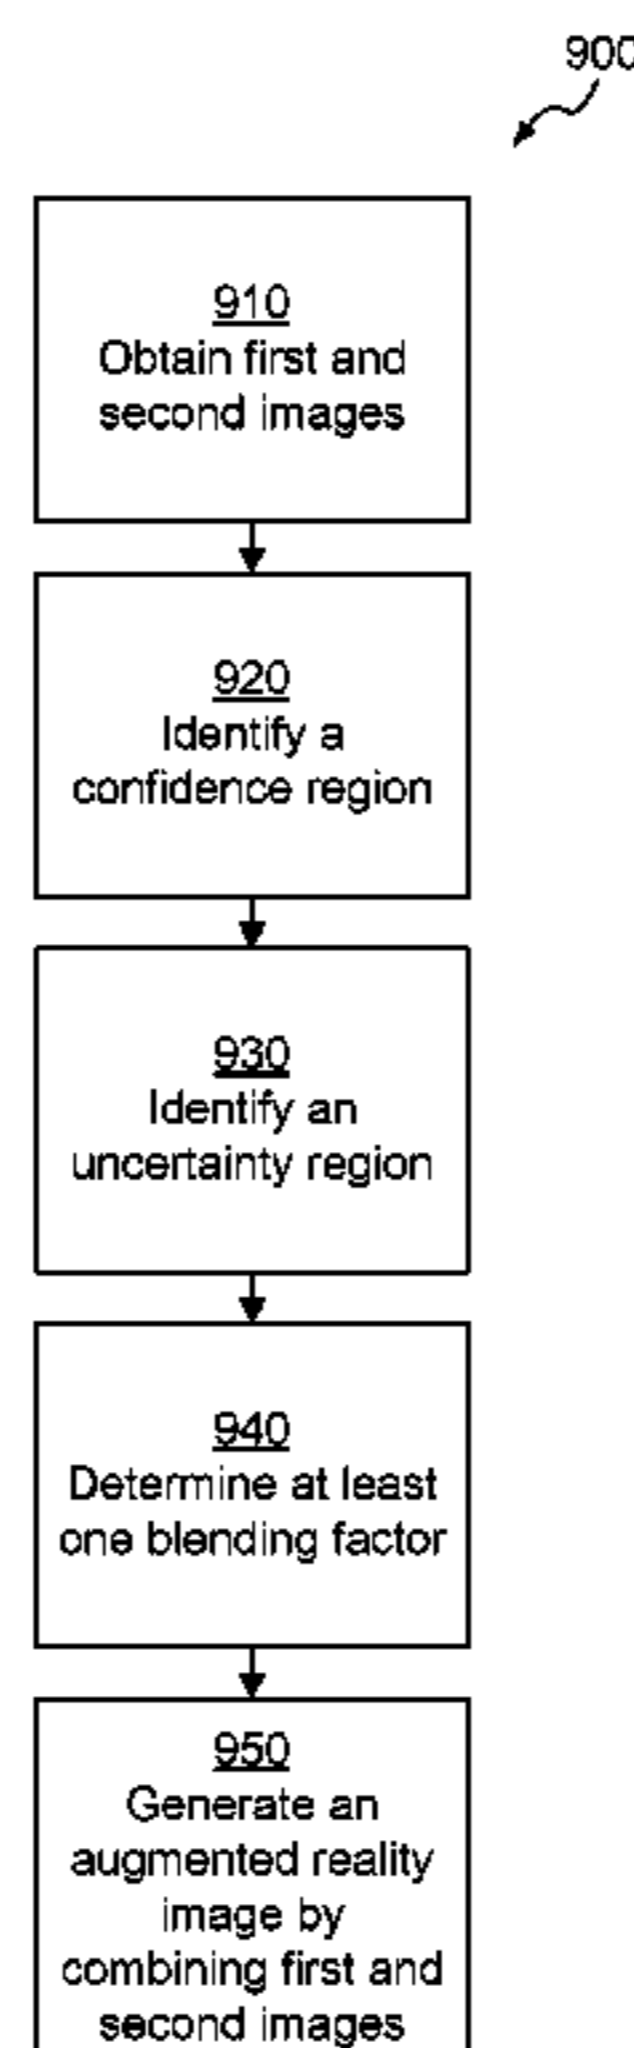 900
910
Obtain first and
second images
920
Identify a
confidence region
930
Identify an
uncertainty region
940
Determine at least
one blending factor
950
Generate an
augmented reality
image by
combining first and
second images